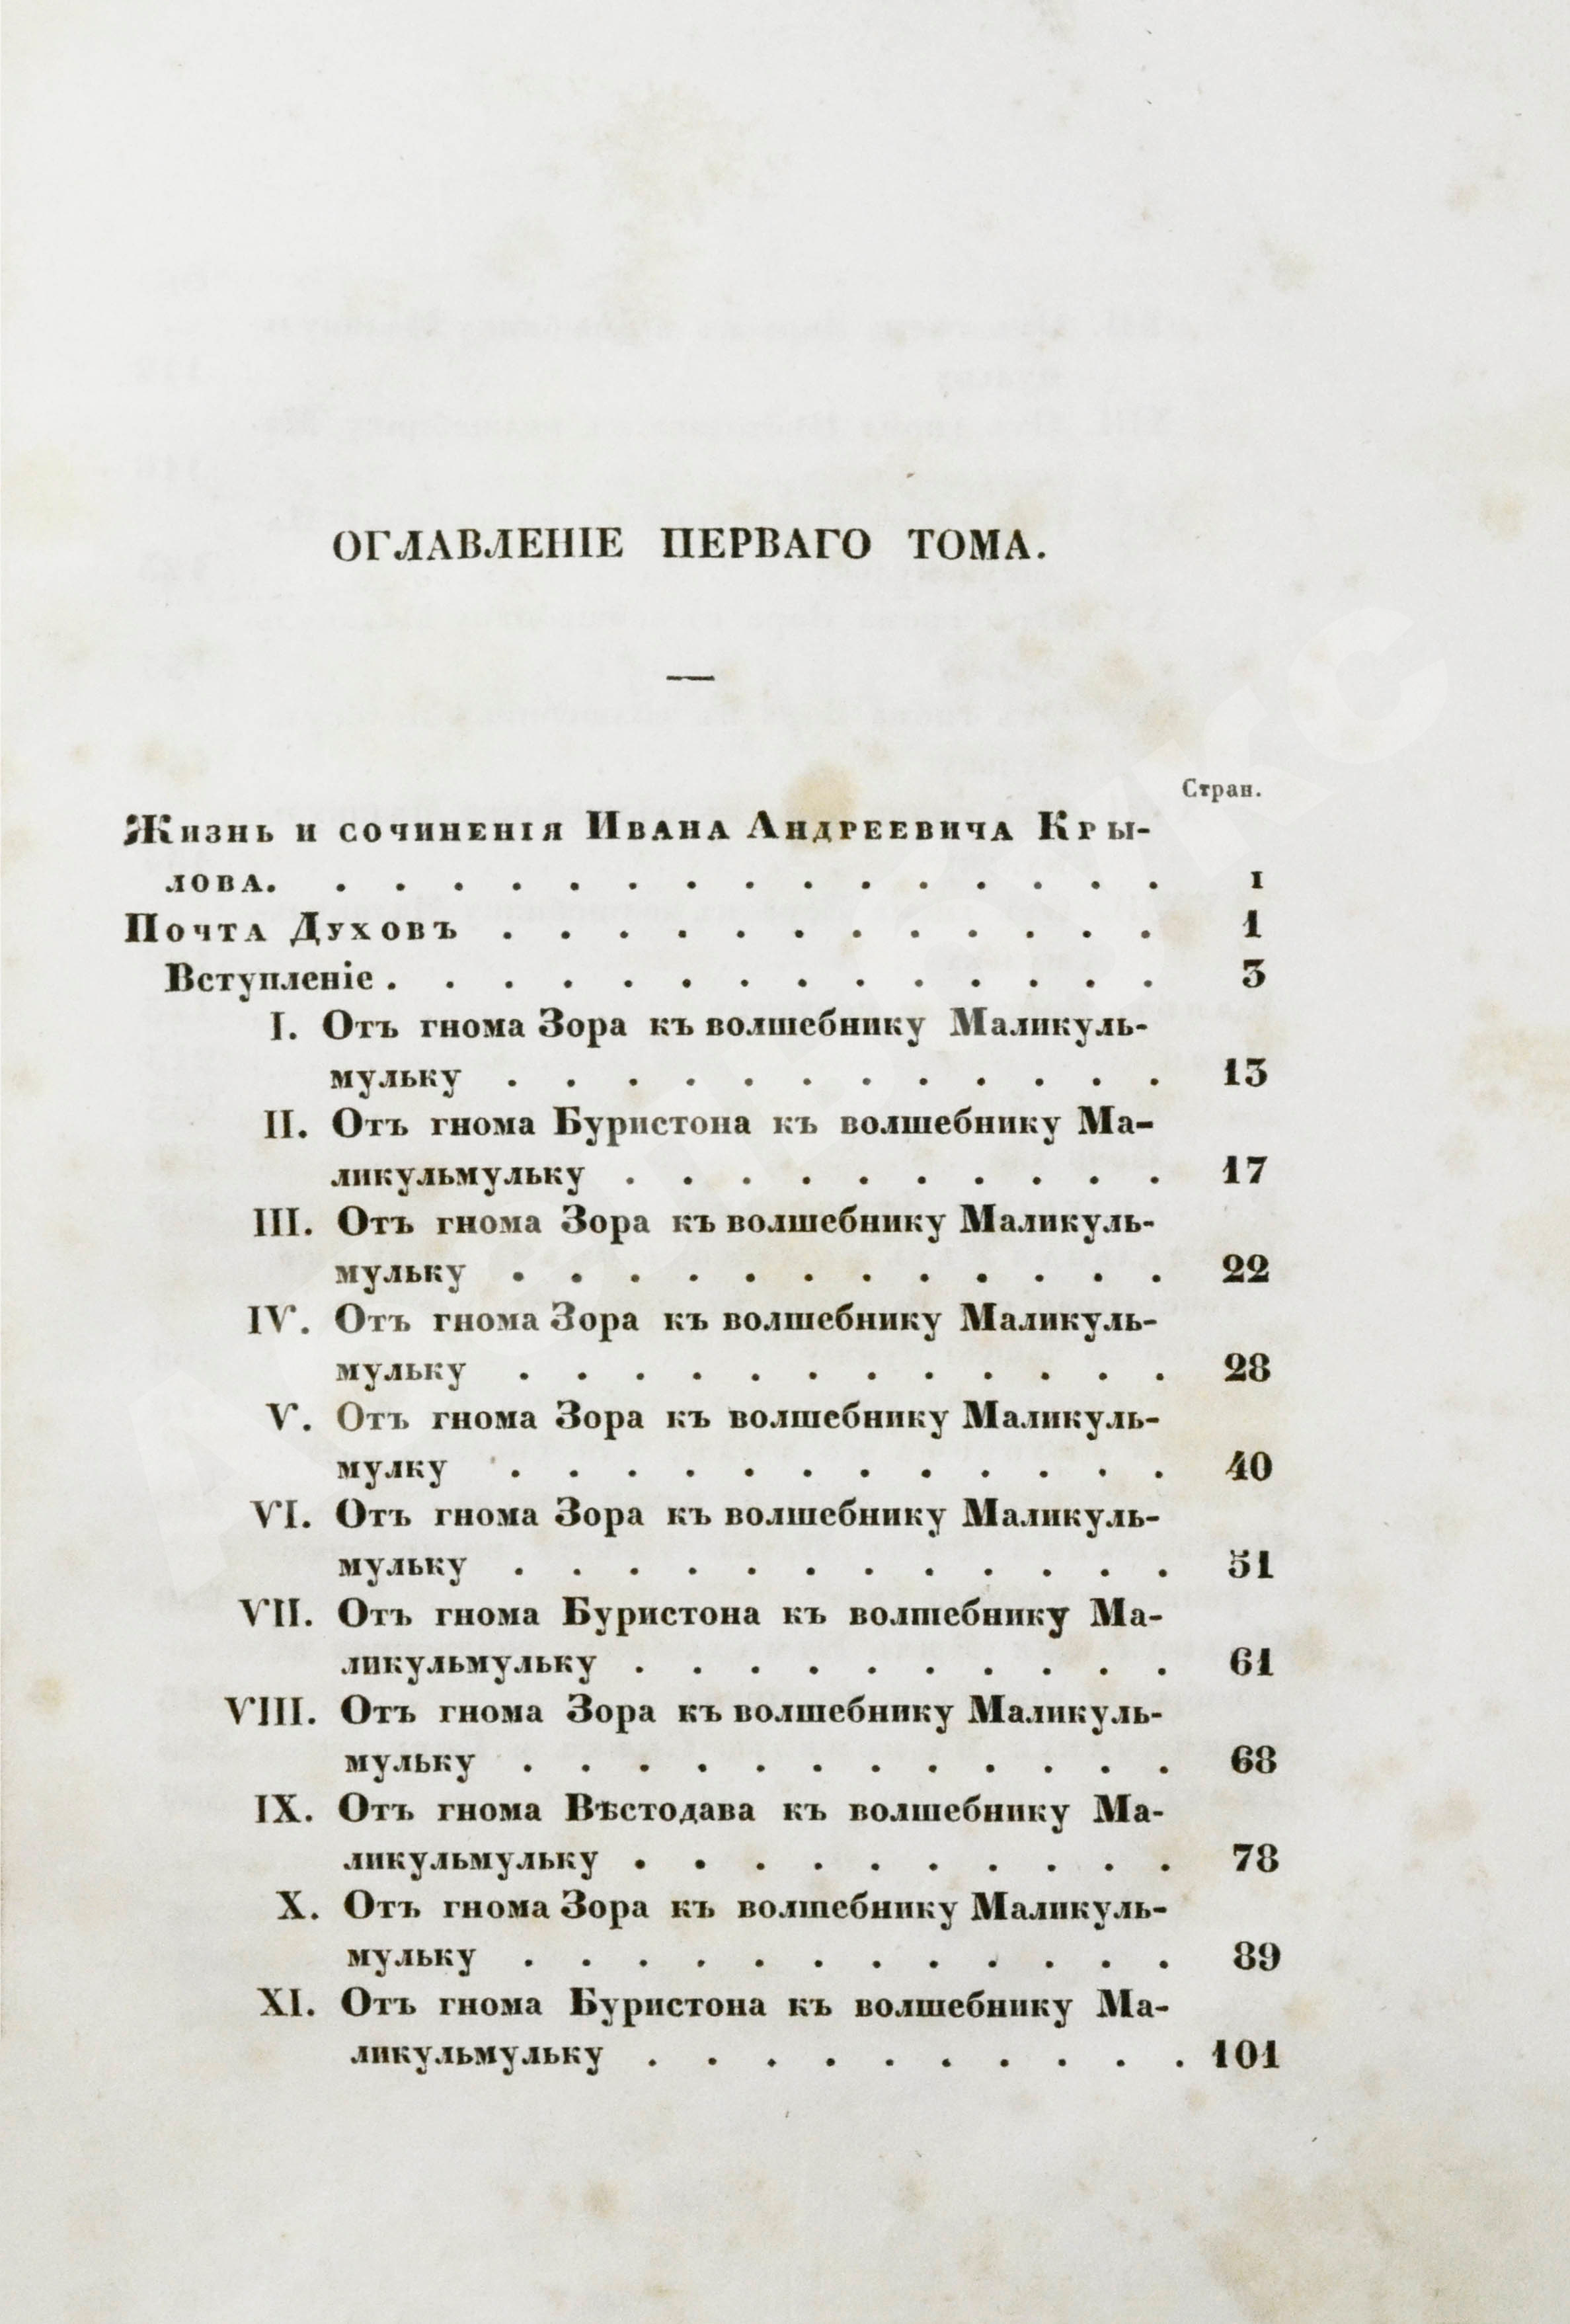 ОГЛАВЛЕНІЕ ПЕРВАГО ТОМА.
Стран.
Жизнь и сочиненія Ивана Андреевича Кры-
лова. . . . . . . . . . . . . . . . I
Почта Духовъ . . . . . . . . . . . . 1
Вступленіе . . . . . . . . . . . . . . 3
I. Отъ гнома Зора къ волшебнику Маликуль-
мульку . . . . . . . . . . . . 13
II. Отъ гнома Буристона къ волшебнику Ма-
ликульмульку . . . . . . . . . . 17
III. Отъ гнома Зора къ волшебнику Маликуль-
мульку . . . . . . . . . . . . 22
IV. Отъ гнома Зора къ волшебнику Маликуль-
мульку . . . . . . . . . . . . 28
V. Отъ гнома Зора къ волшебнику Маликуль-
мулку . . . . . . . . . . . . 40
VI. Отъ гнома Зора къ волшебнику Маликуль-
мульку . . . . . . . . . . . . 51
VII. Отъ гнома Буристона къ волшебнику Ма-
ликульмульку . . . . . . . . . . 61
VIII. Отъ гнома Зора къ волшебнику Маликуль-
мульку . . . . . . . . . . . . 68
IX. Отъ гнома Вѣстодава къ волшебнику Ма-
ликульмульку . . . . . . . . . . 78
X. Отъ гнома Зора къ волшебнику Маликуль-
мульку . . . . . . . . . . . . 89
XI. Отъ гнома Буристона къ волшебнику Ма-
ликульмульку . . . . . . . . . . 101